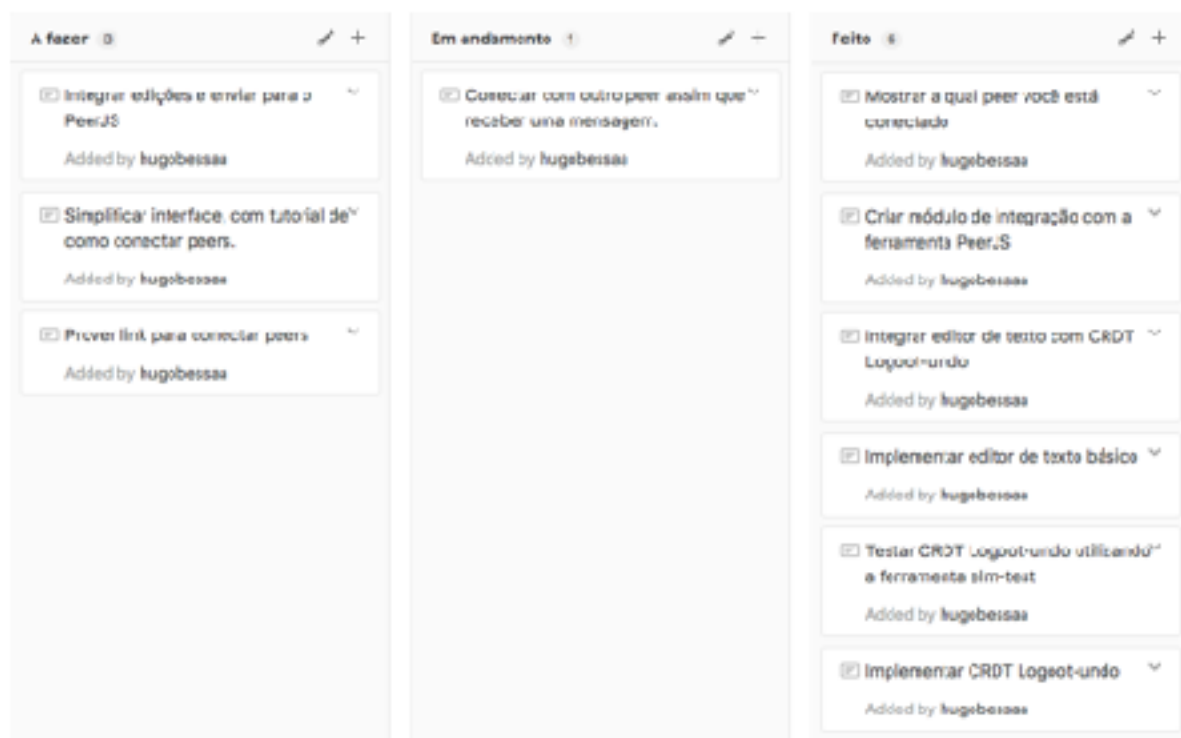 A fazer 3
Integrar edições e enviar para o
PeerJS
Added by hugobessaa
Simplificar interface, com tutorial de
como conectar peers.
Added by hugobessaa
Prover link para conectar peers
Added by hugobessaa
Em andamento 1
Conectar com outro peer assim que
receber uma mensagem.
Added by hugobessaa
Feito 6
Mostrar a qual peer você está
conectado
Added by hugobessaa
Criar módulo de integração com a
ferramenta PeerJS
Added by hugobessaa
Integrar editor de texto com CRDT
Logoot-undo
Added by hugobessaa
Implementar editor de texto básico
Added by hugobessaa
Testar CRDT Logoot-undo utilizando
a ferramenta sim-test
Added by hugobessaa
Implementar CRDT Logoot-undo
Added by hugobessaa